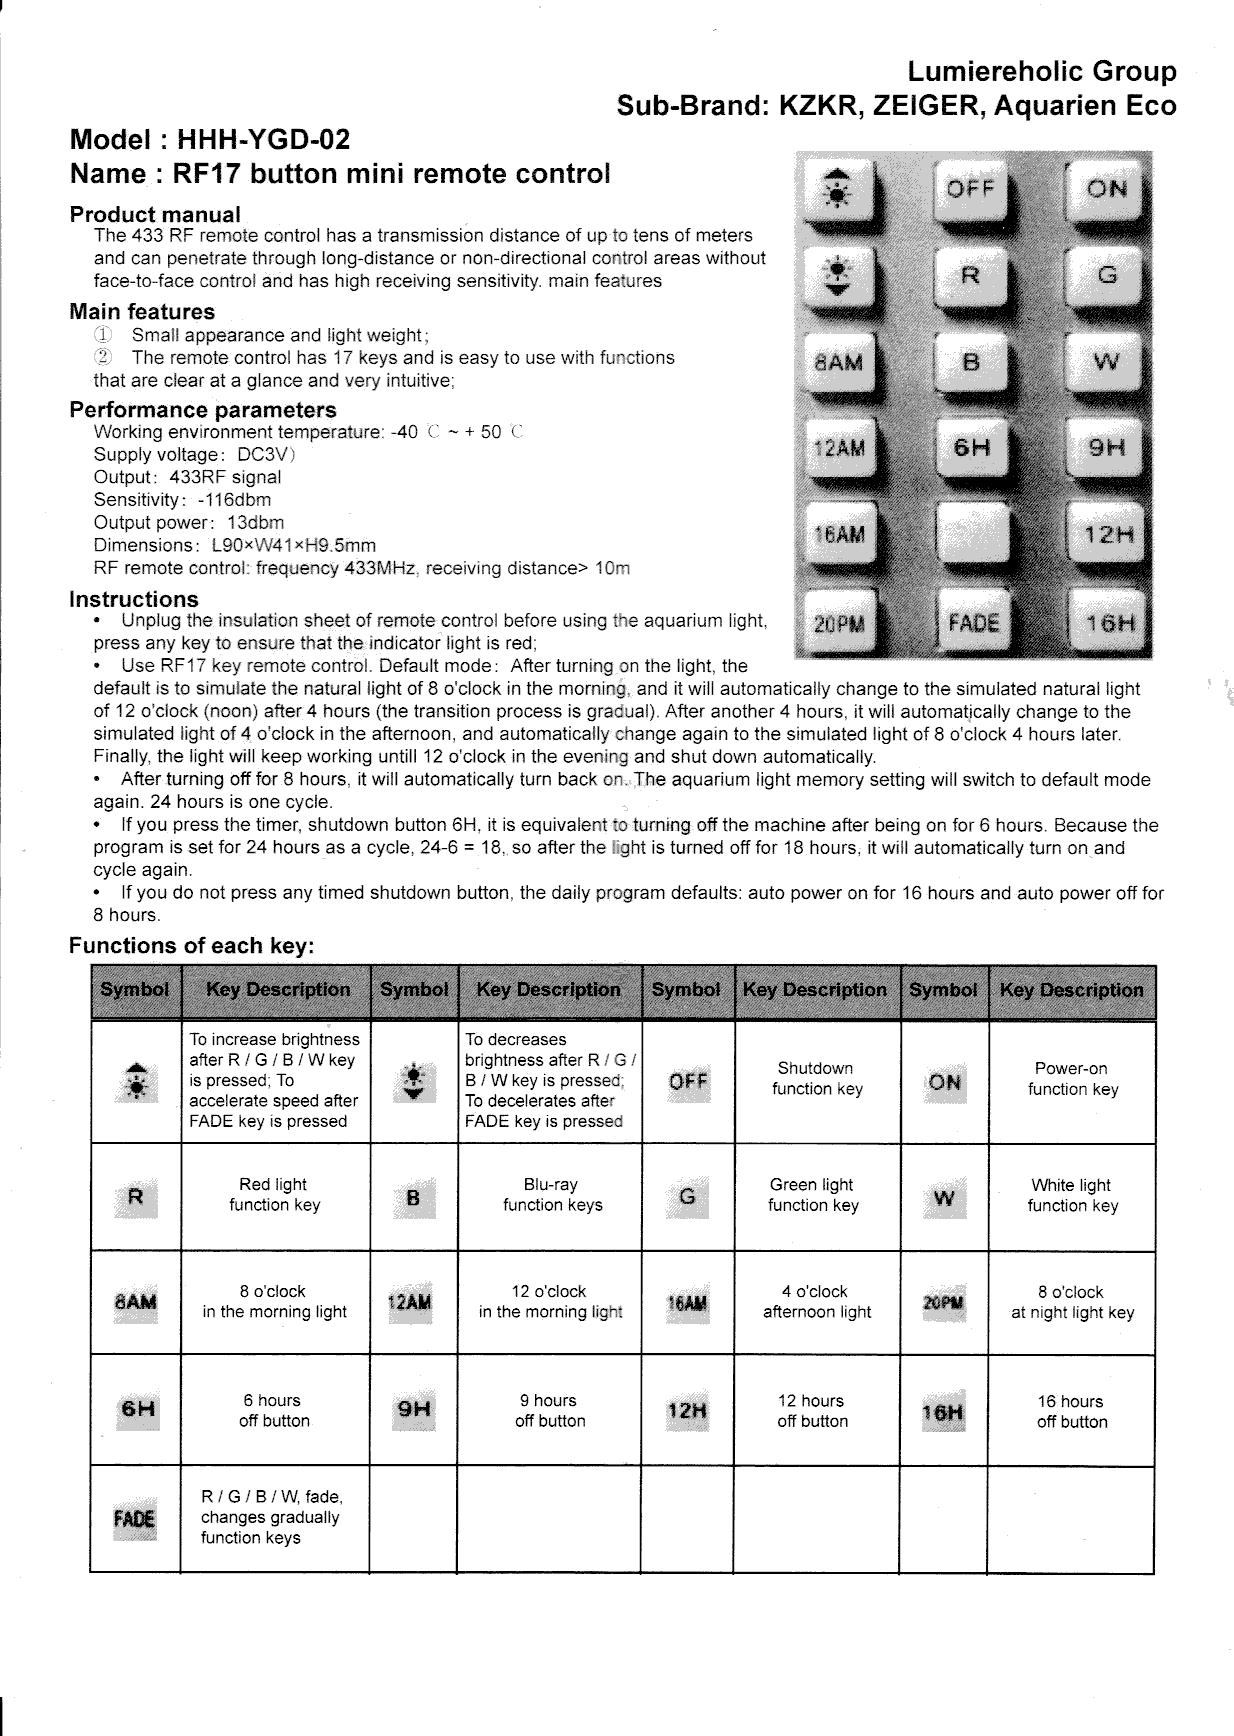 Lumiereholic Group
Sub-Brand: KZKR, ZEIGER, Aquarien Eco
Model : HHH-YGD-02
Name : RF17 button mini remote control
Product manual
The 433 RF remote control has a transmission distance of up to tens of meters
and can penetrate through long-distance or non-directional control areas without
face-to-face control and has high receiving sensitivity. main features
Main features
① Small appearance and light weight;
② The remote control has 17 keys and is easy to use with functions
that are clear at a glance and very intuitive;
Performance parameters
Working environment temperature: -40 ℃ ~ + 50 ℃
Supply voltage: DC3V)
Output: 433RF signal
Sensitivity: -116dbm
Output power: 13dbm
Dimensions: L90×W41×H9.5mm
RF remote control: frequency 433MHz, receiving distance> 10m
OFF ON
R G
8AM B W
12AM 6H 9H
16AM 12H
20PM FADE 16H
Instructions
• Unplug the insulation sheet of remote control before using the aquarium light,
press any key to ensure that the indicator light is red;
• Use RF17 key remote control. Default mode: After turning on the light, the
default is to simulate the natural light of 8 o'clock in the morning, and it will automatically change to the simulated natural light
of 12 o'clock (noon) after 4 hours (the transition process is gradual). After another 4 hours, it will automatically change to the
simulated light of 4 o'clock in the afternoon, and automatically change again to the simulated light of 8 o'clock 4 hours later.
Finally, the light will keep working untill 12 o'clock in the evening and shut down automatically.
• After turning off for 8 hours, it will automatically turn back on. The aquarium light memory setting will switch to default mode
again. 24 hours is one cycle.
• If you press the timer, shutdown button 6H, it is equivalent to turning off the machine after being on for 6 hours. Because the
program is set for 24 hours as a cycle, 24-6 = 18, so after the light is turned off for 18 hours, it will automatically turn on and
cycle again.
• If you do not press any timed shutdown button, the daily program defaults: auto power on for 16 hours and auto power off for
8 hours.
Functions of each key:
Symbol Key Description Symbol Key Description Symbol Key Description Symbol Key Description
To increase brightness
after R / G / B / W key
is pressed; To
accelerate speed after
FADE key is pressed
To decreases
brightness after R / G /
B / W key is pressed;
To decelerates after
FADE key is pressed
OFF
Shutdown
function key
ON
Power-on
function key
R
Red light
function key
B
Blu-ray
function keys
G
Green light
function key
W
White light
function key
8AM
8 o'clock
in the morning light
12AM
12 o'clock
in the morning light
16AM
4 o'clock
afternoon light
20PM
8 o'clock
at night light key
6H
6 hours
off button
9H
9 hours
off button
12H
12 hours
off button
16H
16 hours
off button
FADE
R / G / B / W, fade,
changes gradually
function keys